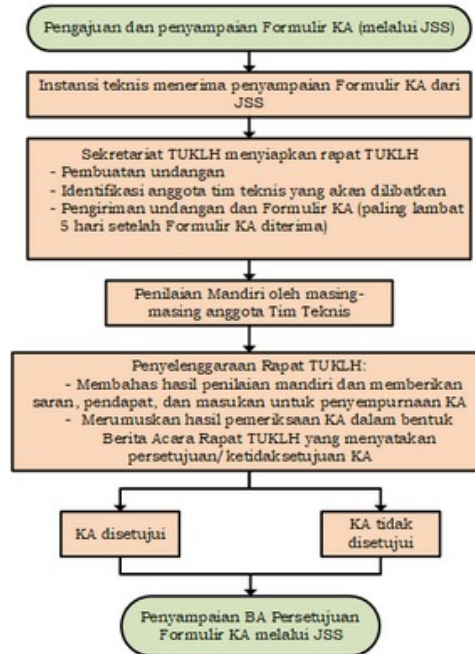 Pengajuan dan penyampaian Formulir KA (melalui JSS)
Instansi teknis menerima penyampaian Formulir KA dari
JSS
Sekretariat TUKLH menyiapkan rapat TUKLH
- Pembuatan undangan
- Identifikasi anggota tim teknis yang akan dilibatkan
- Pengiriman undangan dan Formulir KA (paling lambat
5 hari setelah Formulir KA diterima)
Penilaian Mandiri oleh masing-
masing anggota Tim Teknis
Penyelenggaraan Rapat TUKLH:
- Membahas hasil penilaian mandiri dan memberikan
saran, pendapat, dan masukan untuk penyempurnaan KA
- Merumuskan hasil pemeriksaan KA dalam bentuk
Berita Acara Rapat TUKLH yang menyatakan
persetujuan/ketidaksetujuan KA
KA disetujui
KA tidak
disetujui
Penyampaian BA Persetujuan
Formulir KA melalui JSS